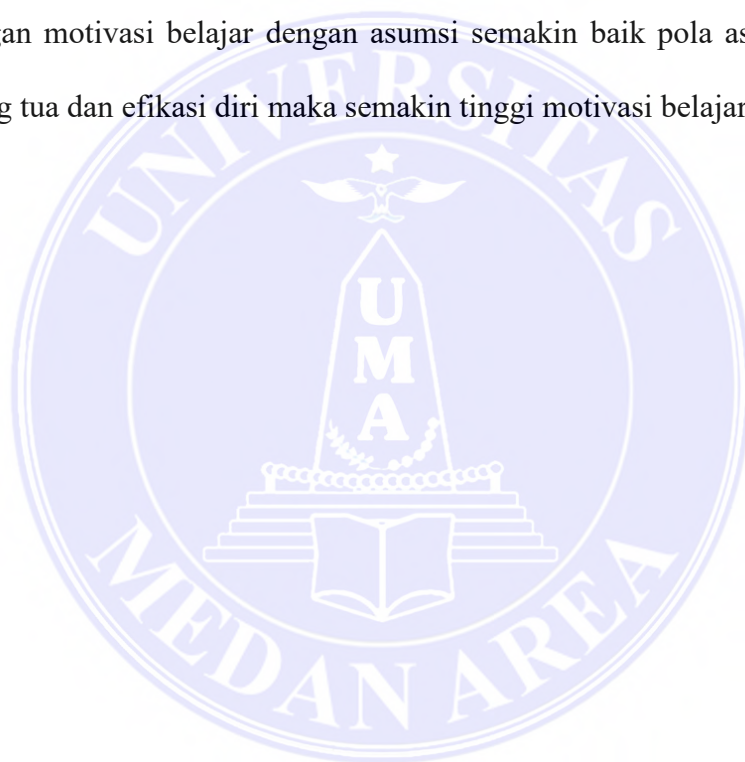 gan motivasi belajar dengan asumsi semakin baik pola as
g tua dan efikasi diri maka semakin tinggi motivasi belajar
UNIVERSITAS
UMA
MEDAN AREA